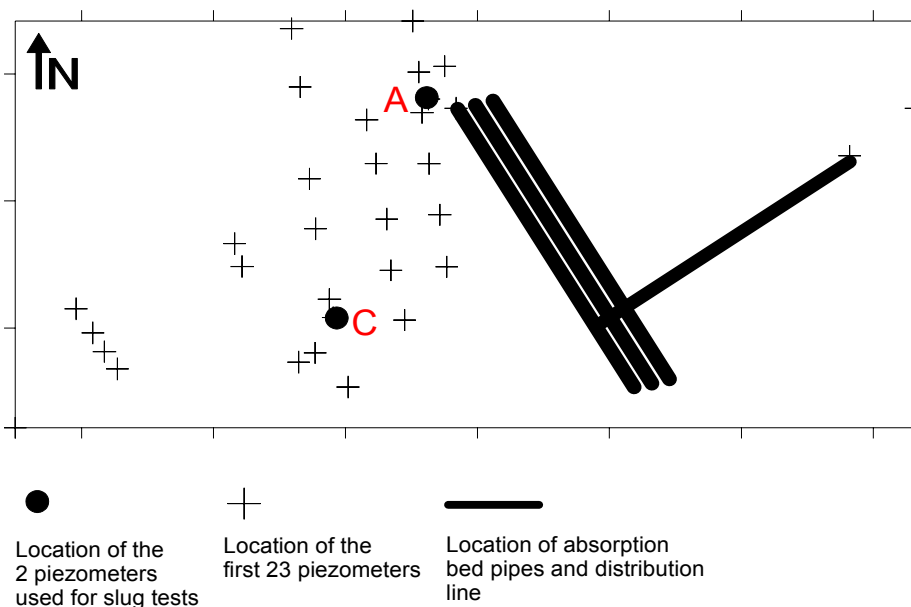 N
A
C
Location of the
2 piezometers
used for slug tests
Location of the
first 23 piezometers
Location of absorption
bed pipes and distribution
line